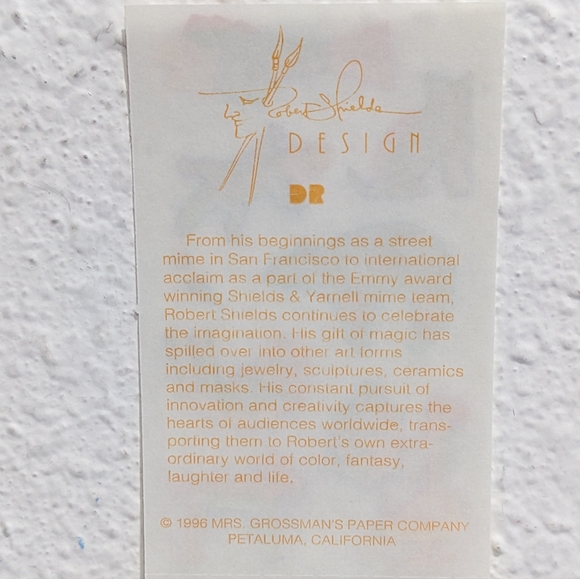 Robert Shields
DESIGN
DR
From his beginnings as a street
mime in San Francisco to international
acclaim as a part of the Emmy award
winning Shields & Yarnell mime team,
Robert Shields continues to celebrate
the imagination. His gift of magic has
spilled over into other art forms
including jewelry, sculptures, ceramics
and masks. His constant pursuit of
innovation and creativity captures the
hearts of audiences worldwide, trans-
porting them to Robert's own extra-
ordinary world of color, fantasy,
laughter and life.
© 1996 MRS. GROSSMAN'S PAPER COMPANY
PETALUMA, CALIFORNIA